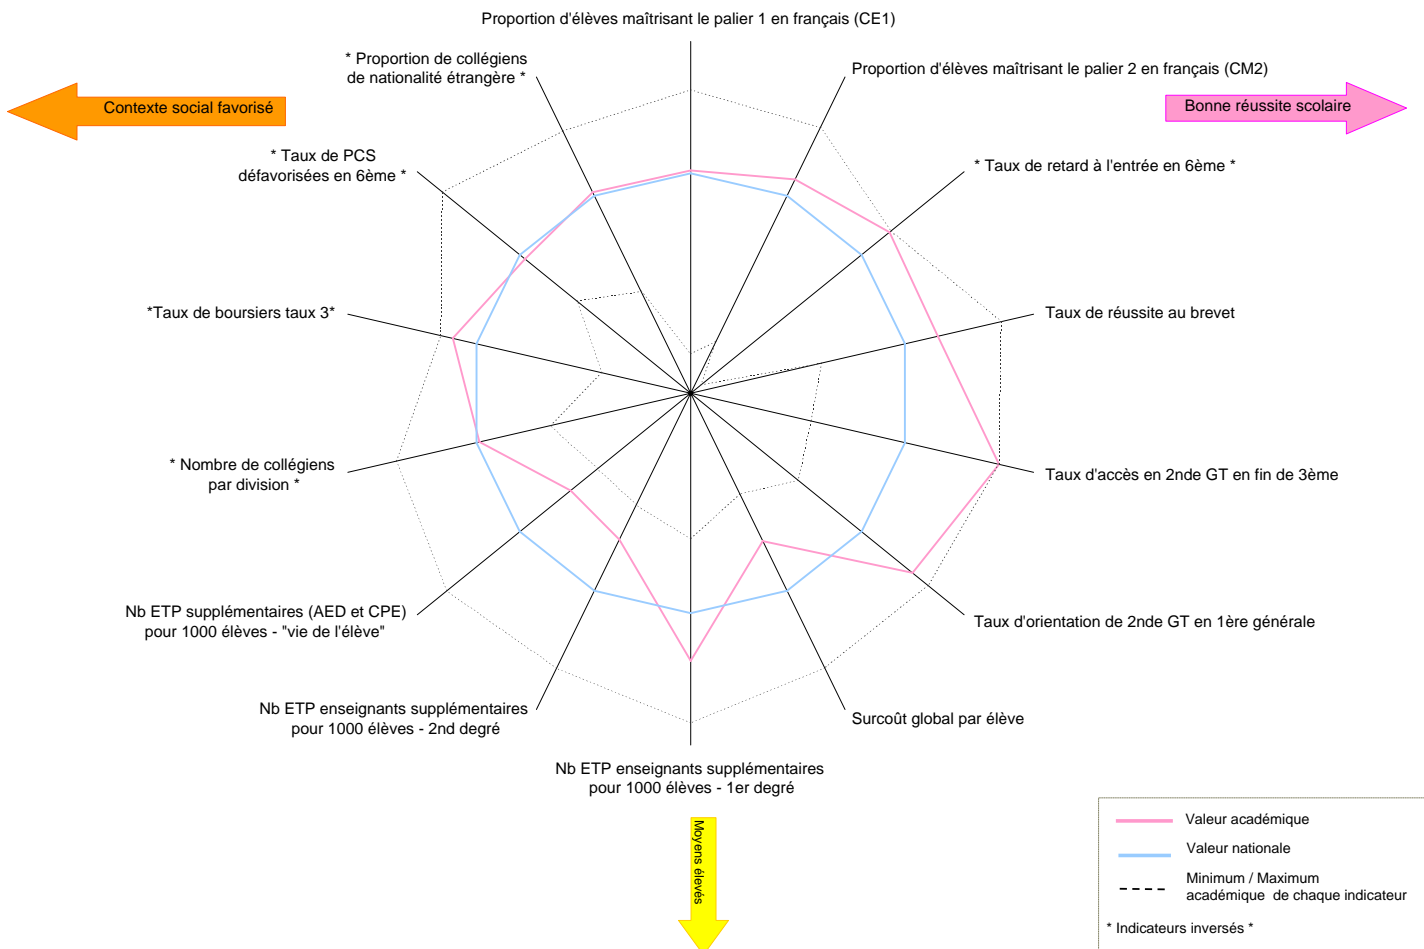 Proportion d'élèves maîtrisant le palier 1 en français (CE1)
* Proportion de collégiens
de nationalité étrangère *
Proportion d'élèves maîtrisant le palier 2 en français (CM2)
Contexte social favorisé
Bonne réussite scolaire
* Taux de PCS
défavorisées en 6ème *
* Taux de retard à l'entrée en 6ème *
*Taux de boursiers taux 3*
Taux de réussite au brevet
* Nombre de collégiens
par division *
Taux d'accès en 2nde GT en fin de 3ème
Nb ETP supplémentaires (AED et CPE)
pour 1000 élèves - "vie de l'élève"
Taux d'orientation de 2nde GT en 1ère générale
Nb ETP enseignants supplémentaires
pour 1000 élèves - 2nd degré
Surcoût global par élève
Nb ETP enseignants supplémentaires
pour 1000 élèves - 1er degré
Moyens élevés
Valeur académique
Valeur nationale
Minimum / Maximum
académique de chaque indicateur
* Indicateurs inversés *